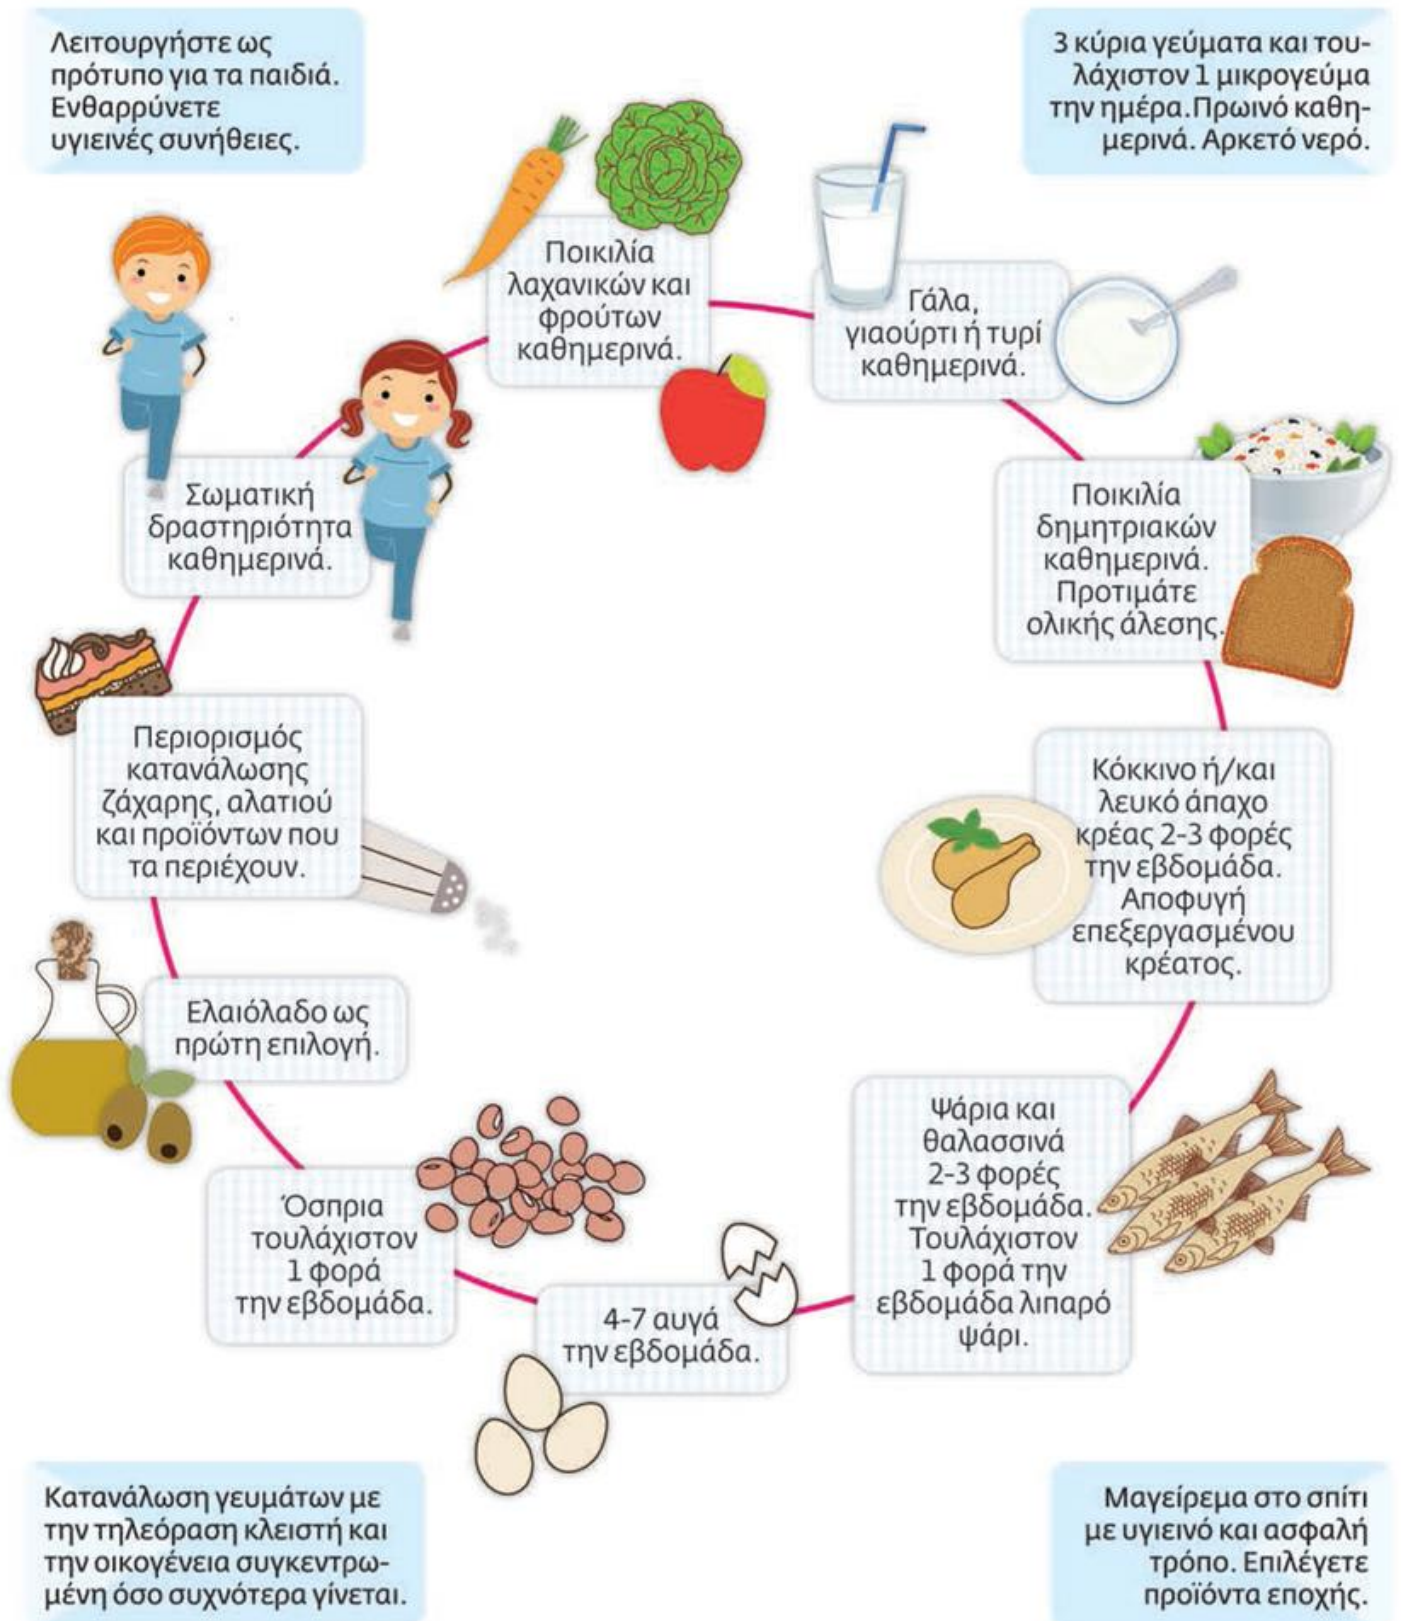 Λειτουργήστε ως
πρότυπο για τα παιδιά.
Ενθαρρύνετε
υγιεινές συνήθειες.
3 κύρια γεύματα και του-
λάχιστον 1 μικρογεύμα
την ημέρα.Πρωινό καθη-
μερινά. Αρκετό νερό.
Ποικιλία
λαχανικών και
φρούτων
καθημερινά.
Γάλα,
γιαούρτι ή τυρί
καθημερινά.
Ποικιλία
δημητριακών
καθημερινά.
Προτιμάτε
ολικής άλεσης.
Κόκκινο ή/και
λευκό άπαχο
κρέας 2-3 φορές
την εβδομάδα.
Αποφυγή
επεξεργασμένου
κρέατος.
Ψάρια και
θαλασσινά
2-3 φορές
την εβδομάδα.
Τουλάχιστον
1 φορά την
εβδομάδα λιπαρό
ψάρι.
4-7 αυγά
την εβδομάδα.
Όσπρια
τουλάχιστον
1 φορά
την εβδομάδα.
Ελαιόλαδο ως
πρώτη επιλογή.
Περιορισμός
κατανάλωσης
ζάχαρης, αλατιού
και προϊόντων που
τα περιέχουν.
Σωματική
δραστηριότητα
καθημερινά.
Κατανάλωση γευμάτων με
την τηλεόραση κλειστή και
την οικογένεια συγκεντρω-
μένη όσο συχνότερα γίνεται.
Μαγείρεμα στο σπίτι
με υγιεινό και ασφαλή
τρόπο. Επιλέγετε
προϊόντα εποχής.